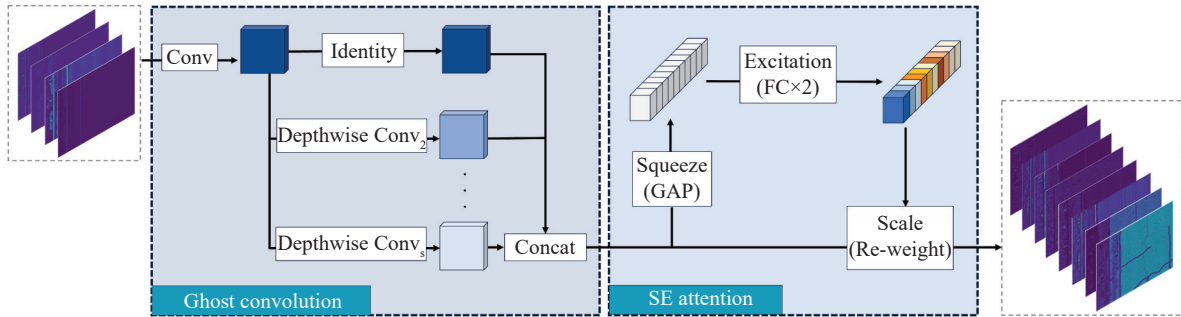 Conv
Identity
Depthwise Conv₂
Depthwise Convₛ
Concat
Ghost convolution
Squeeze
(GAP)
Excitation
(FC×2)
Scale
(Re-weight)
SE attention